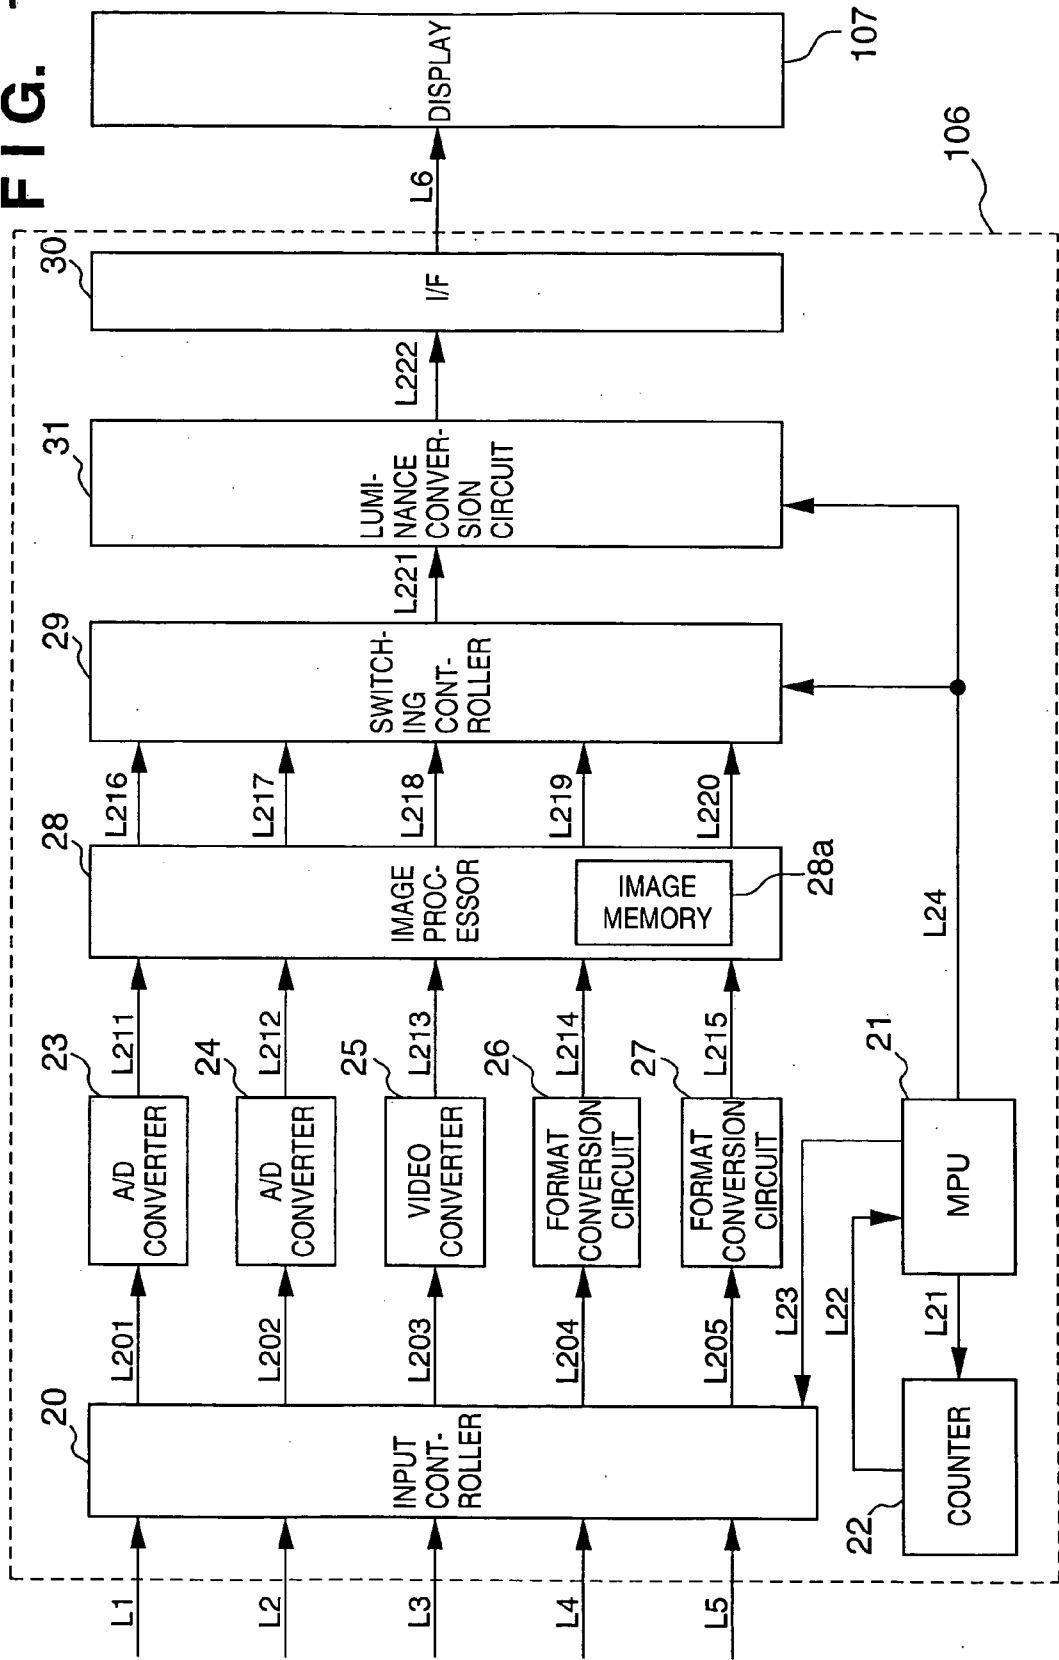 FIG.
106
L1
L2
L3
L4
L5
20
INPUT
CONT-
ROLLER
L201
L202
L203
L204
L205
23
A/D
CONVERTER
24
A/D
CONVERTER
25
VIDEO
CONVERTER
26
FORMAT
CONVERSION
CIRCUIT
27
FORMAT
CONVERSION
CIRCUIT
L211
L212
L213
L214
L215
28
IMAGE
PROC-
ESSOR
IMAGE
MEMORY
28a
L216
L217
L218
L219
L220
29
SWITCH-
ING
CONT-
ROLLER
L221
31
LUMI-
NANCE
CONVER-
SION
CIRCUIT
L222
30
I/F
L6
DISPLAY
107
22
COUNTER
L21
L22
L23
21
MPU
L24